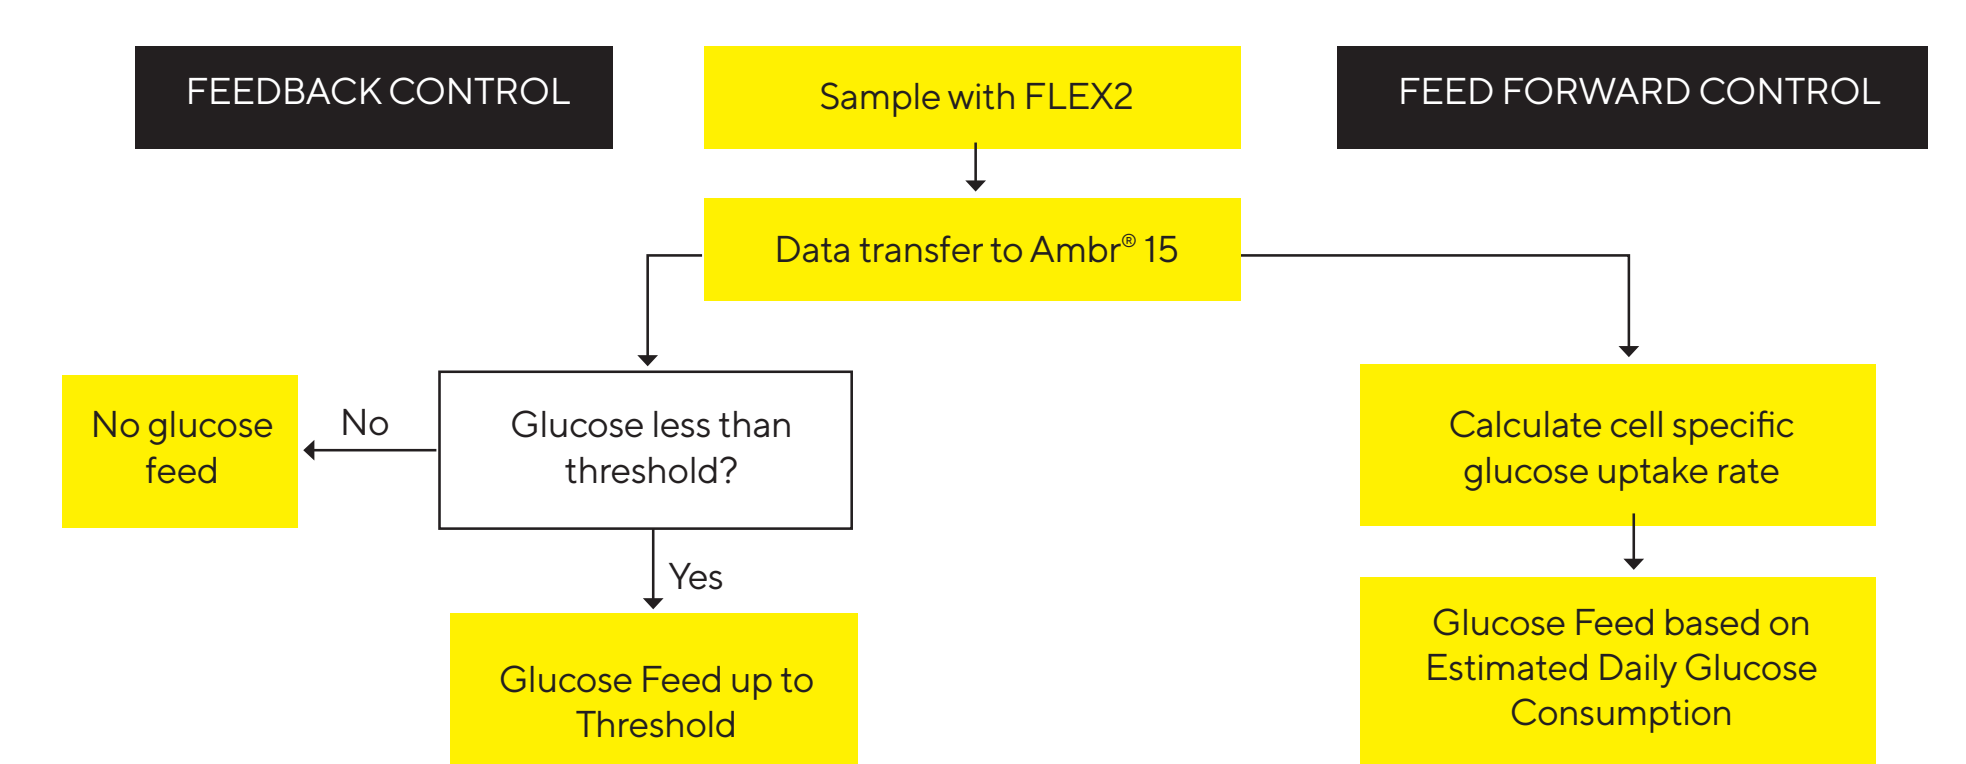 FEEDBACK CONTROL
Sample with FLEX2
FEED FORWARD CONTROL
Data transfer to Ambr® 15
No glucose
feed
No
Glucose less than
threshold?
Calculate cell specific
glucose uptake rate
Yes
Glucose Feed up to
Threshold
Glucose Feed based on
Estimated Daily Glucose
Consumption